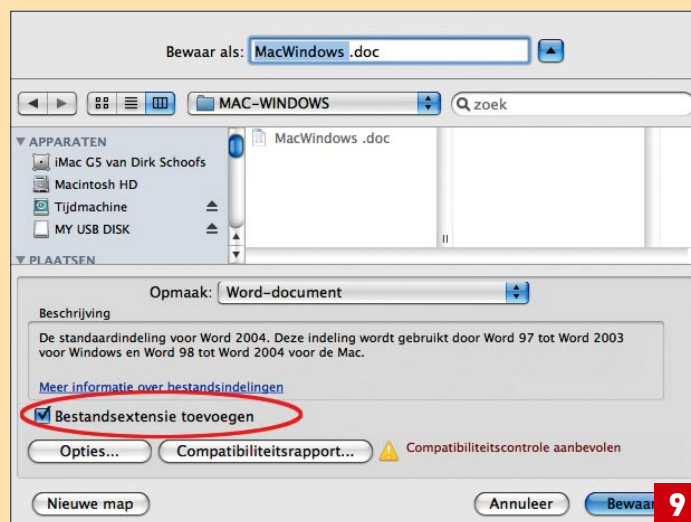 Bewaar als: MacWindows .doc
MAC-WINDOWS
zoek
APPARATEN
iMac G5 van Dirk Schoofs
Macintosh HD
Tijdmachine
MY USB DISK
PLAATSEN
MacWindows .doc
Opmaak: Word-document
Beschrijving
De standaardindeling voor Word 2004. Deze indeling wordt gebruikt door Word 97 tot Word 2003
voor Windows en Word 98 tot Word 2004 voor de Mac.
Meer informatie over bestandsindelingen
Bestandsextensie toevoegen
Opties... Compatibiliteitsrapport... Compatibiliteitscontrole aanbevolen
Nieuwe map Annuleer Bewaar 9